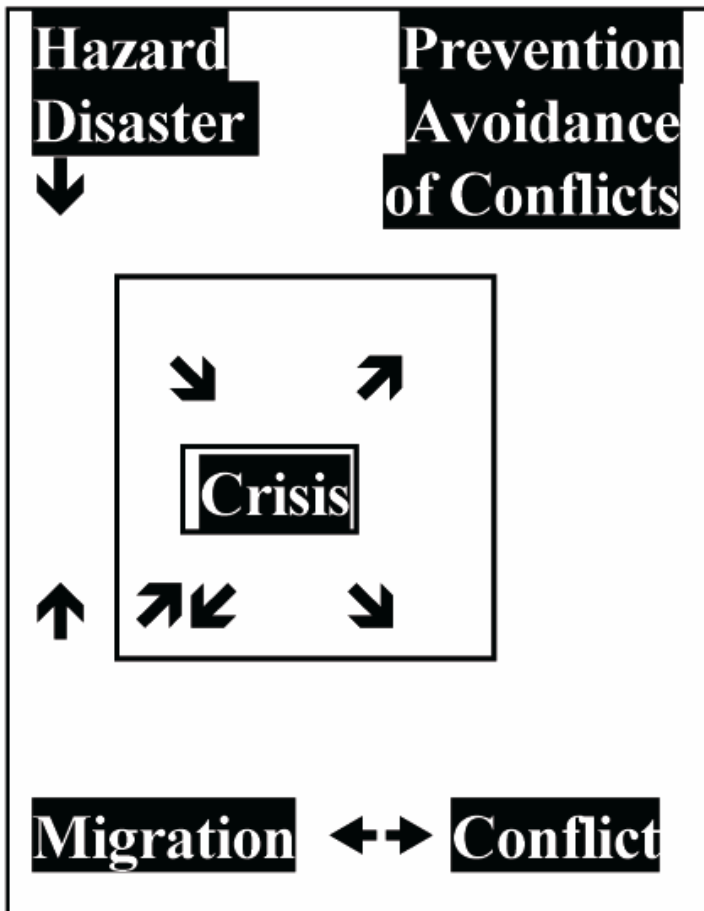 Hazard
Disaster
Prevention
Avoidance
of Conflicts
Crisis
Migration
Conflict